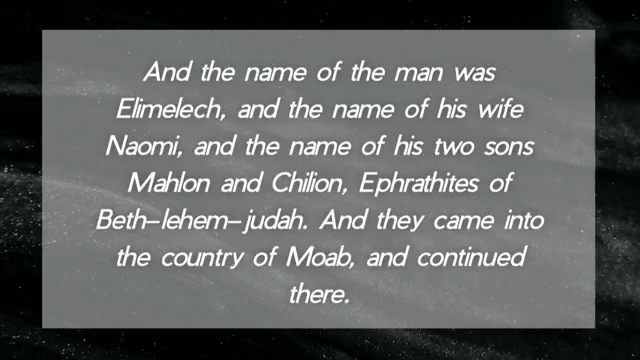 And the name of the man was
Elimelech, and the name of his wife
Naomi, and the name of his two sons
Mahlon and Chilion, Ephrathites of
Beth-lehem-judah. And they came into
the country of Moab, and continued
there.